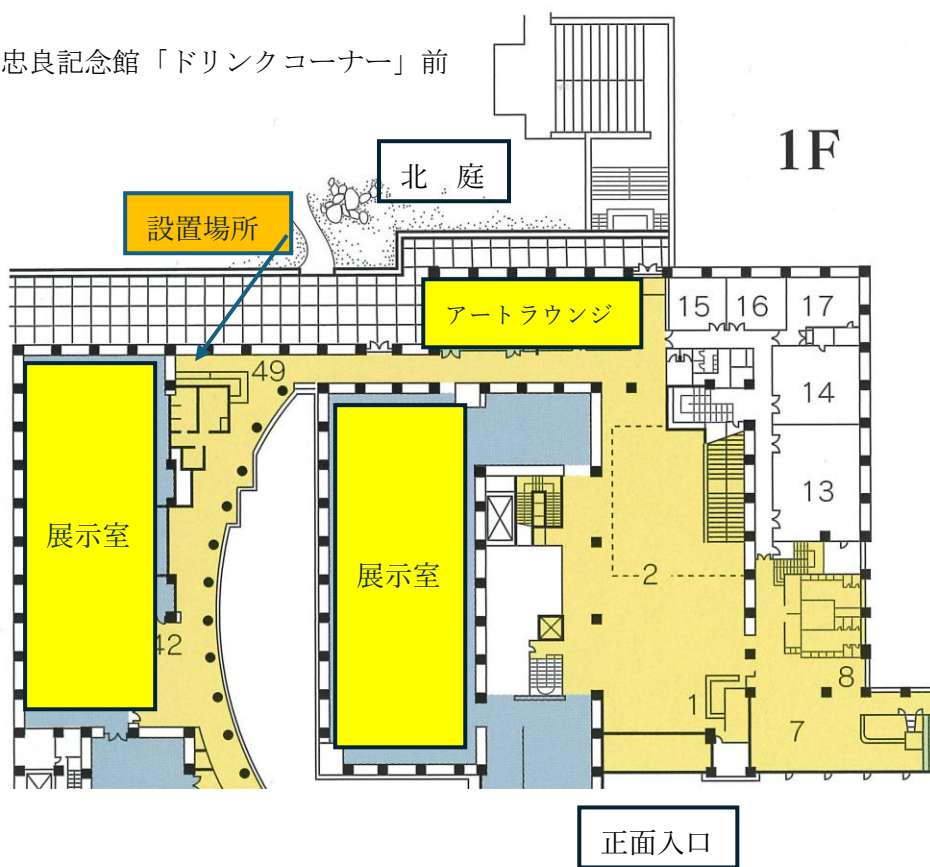 忠良記念館「ドリンクコーナー」前
1F
北 庭
設置場所
アートラウンジ
15
16
17
49
14
13
展示室
展示室
2
42
8
1
7
正面入口